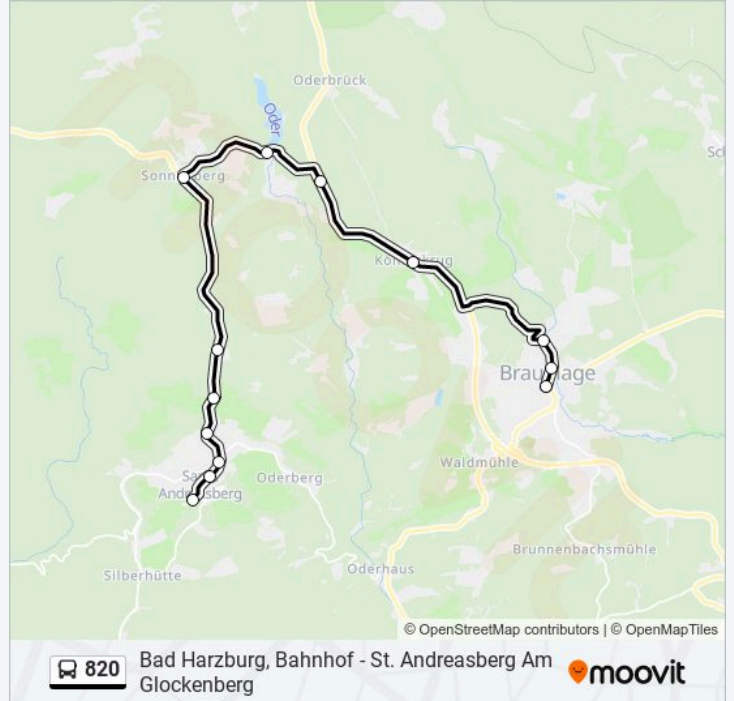 Oderbrück
Oder
Sonnenberg
Königskrug
Braunlage
Waldmühle
Sankt
Andreasberg
Oderberg
Brunnenbachsmühle
Oderhaus
Silberhütte
© OpenStreetMap contributors | © OpenMapTiles
820
Bad Harzburg, Bahnhof - St. Andreasberg Am
Glockenberg
moovit